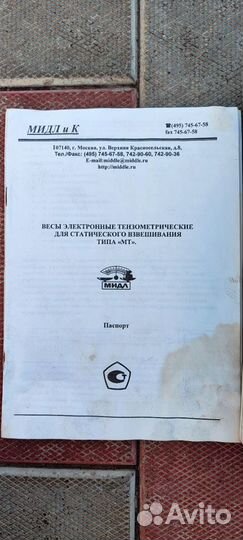 МИДЛ и К
☎(495) 745-67-58
fax 745-67-58
107140, г. Москва, ул. Верхняя Красносельская, д.8,
Тел./Факс: (495) 745-67-58, 742-90-60, 742-90-36
E-mail:middle@middle.ru
http://middle.ru
ВЕСЫ ЭЛЕКТРОННЫЕ ТЕНЗОМЕТРИЧЕСКИЕ
ДЛЯ СТАТИЧЕСКОГО ВЗВЕШИВАНИЯ
ТИПА «МТ».
МИДЛ
Паспорт
Avito